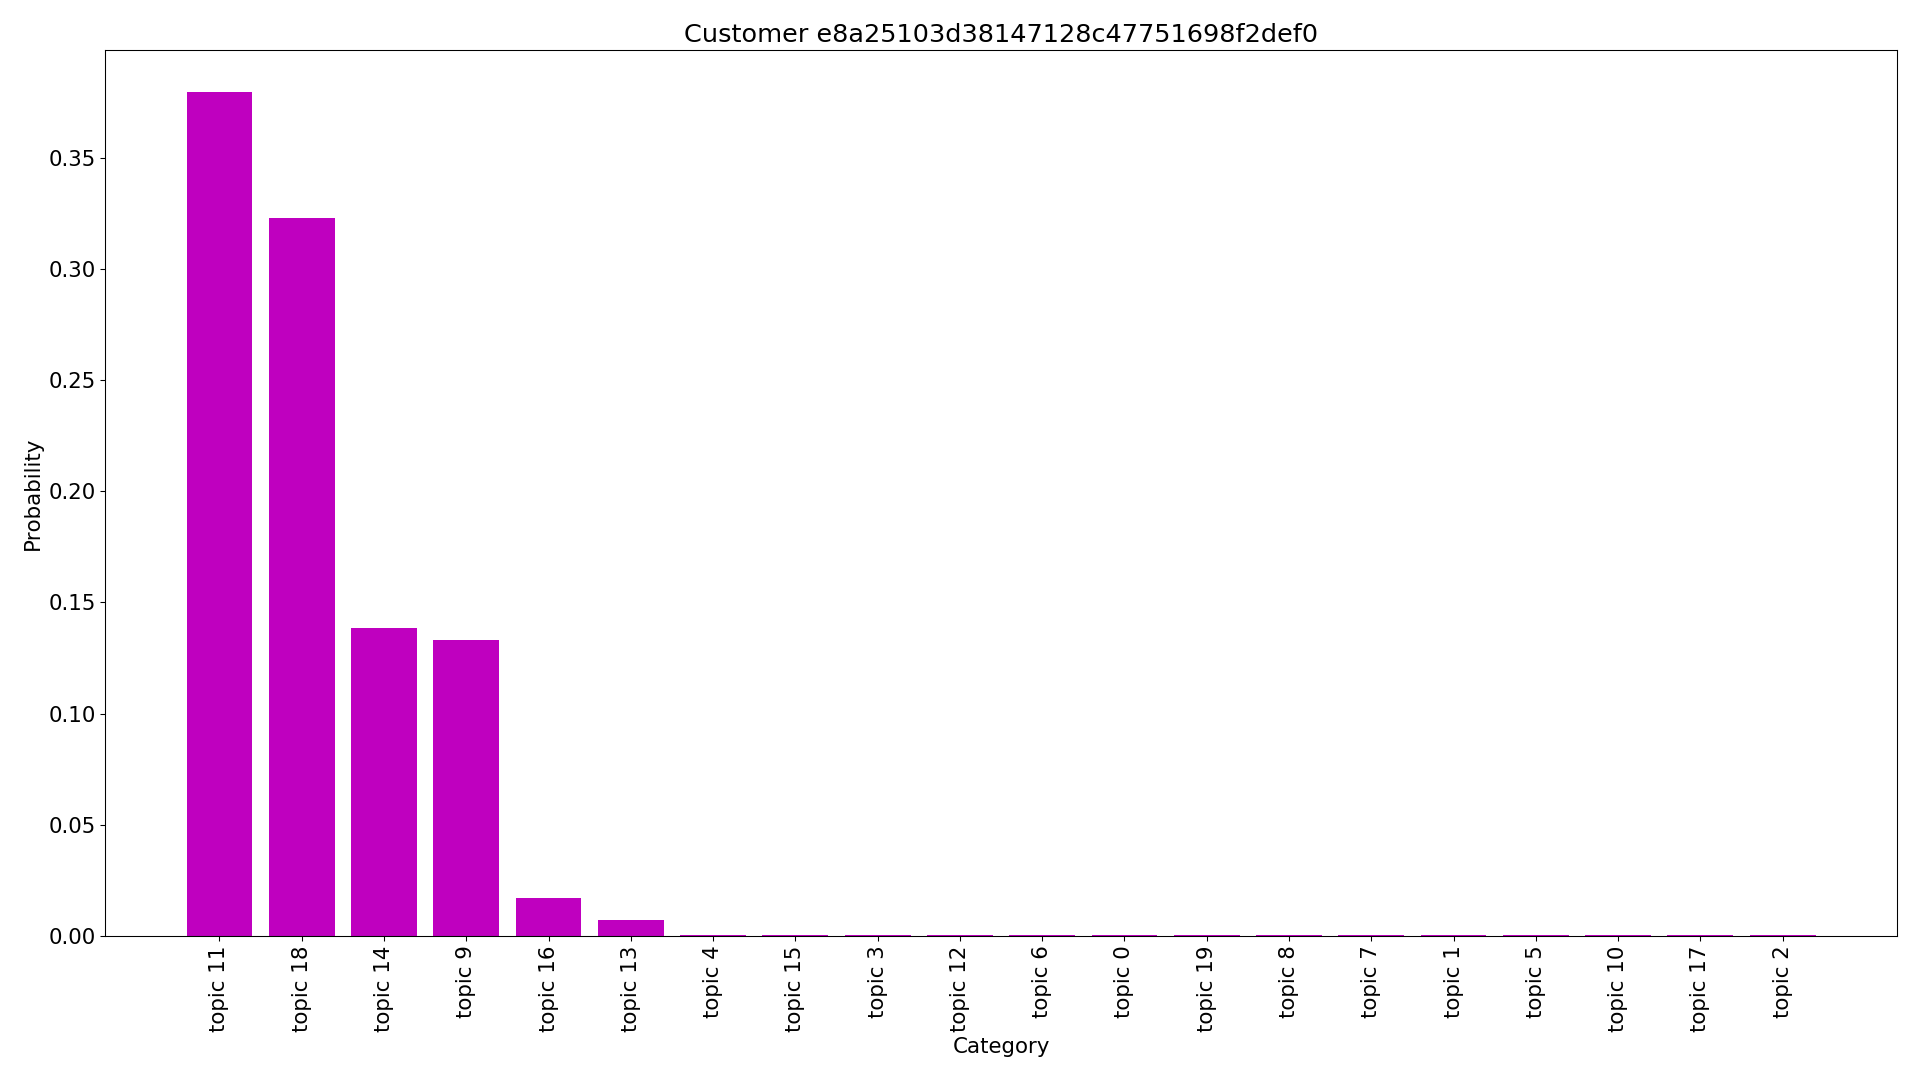 Customer e8a25103d38147128c47751698f2def0
Probability
0.35
0.30
0.25
0.20
0.15
0.10
0.05
0.00
topic 11
topic 18
topic 14
topic 9
topic 16
topic 13
topic 4
topic 15
topic 3
topic 12
topic 6
topic 0
topic 19
topic 8
topic 7
topic 1
topic 5
topic 10
topic 17
topic 2
Category